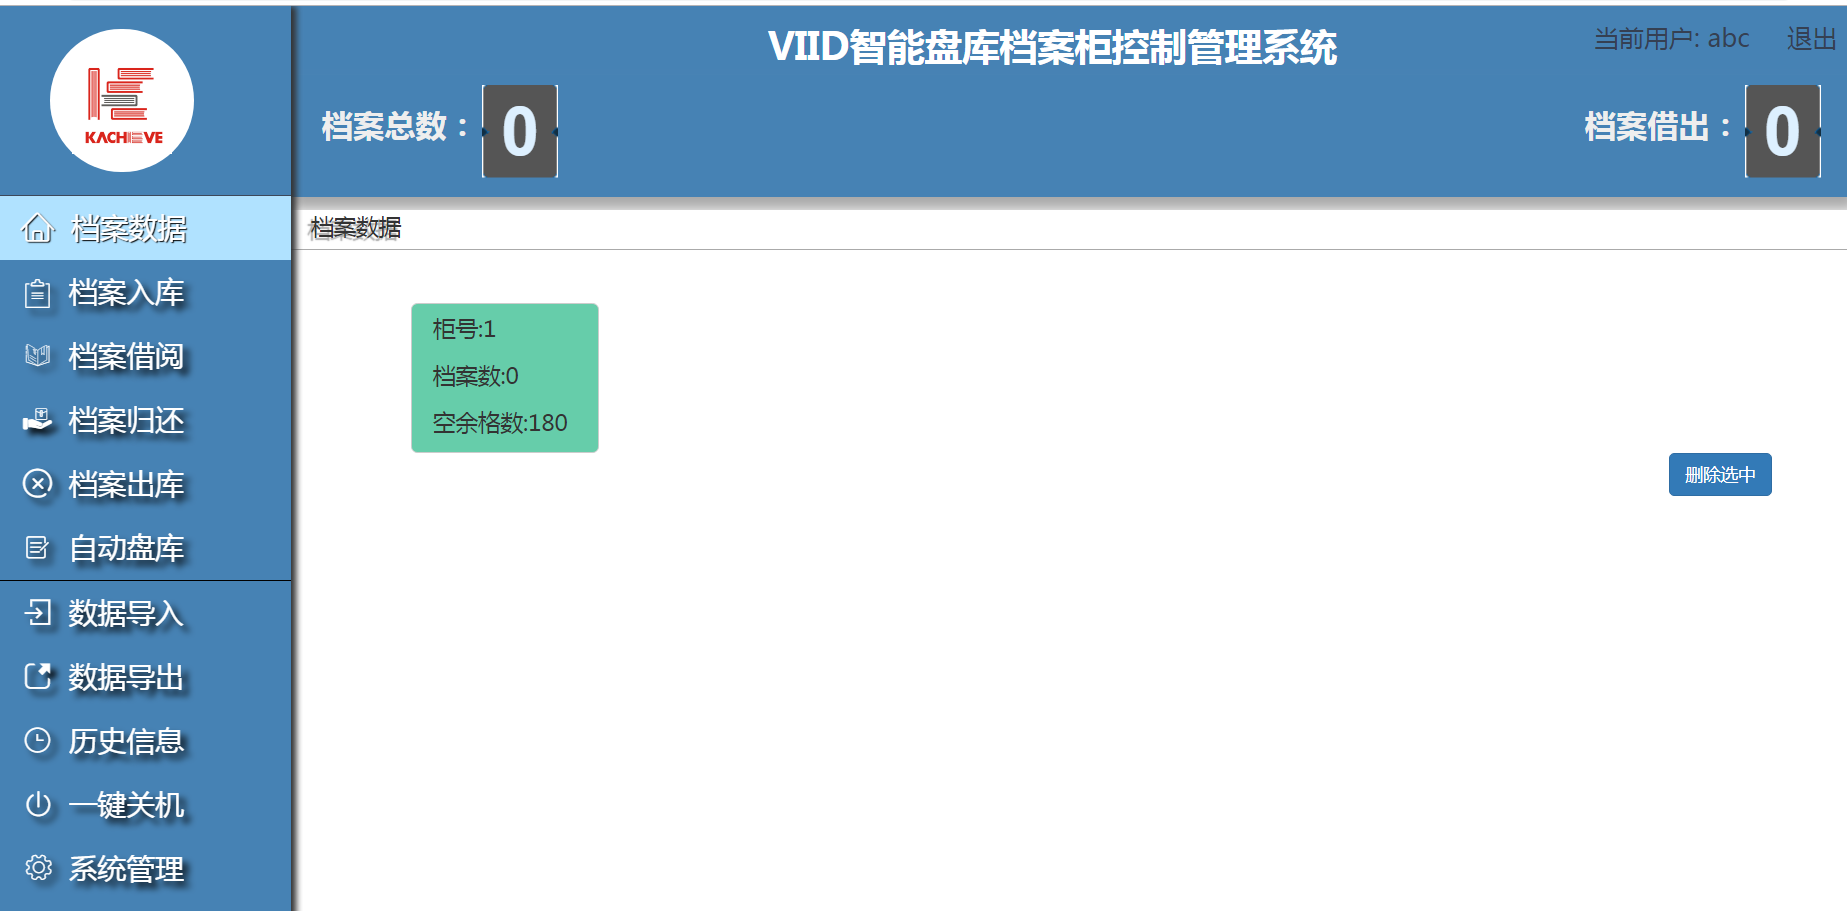 KACHIEVE
VIID智能盘库档案柜控制管理系统
当前用户: abc 退出
档案总数： 0
档案借出： 0
档案数据
档案入库
档案借阅
档案归还
档案出库
自动盘库
数据导入
数据导出
历史信息
一键关机
系统管理
档案数据
柜号:1
档案数:0
空余格数:180
删除选中